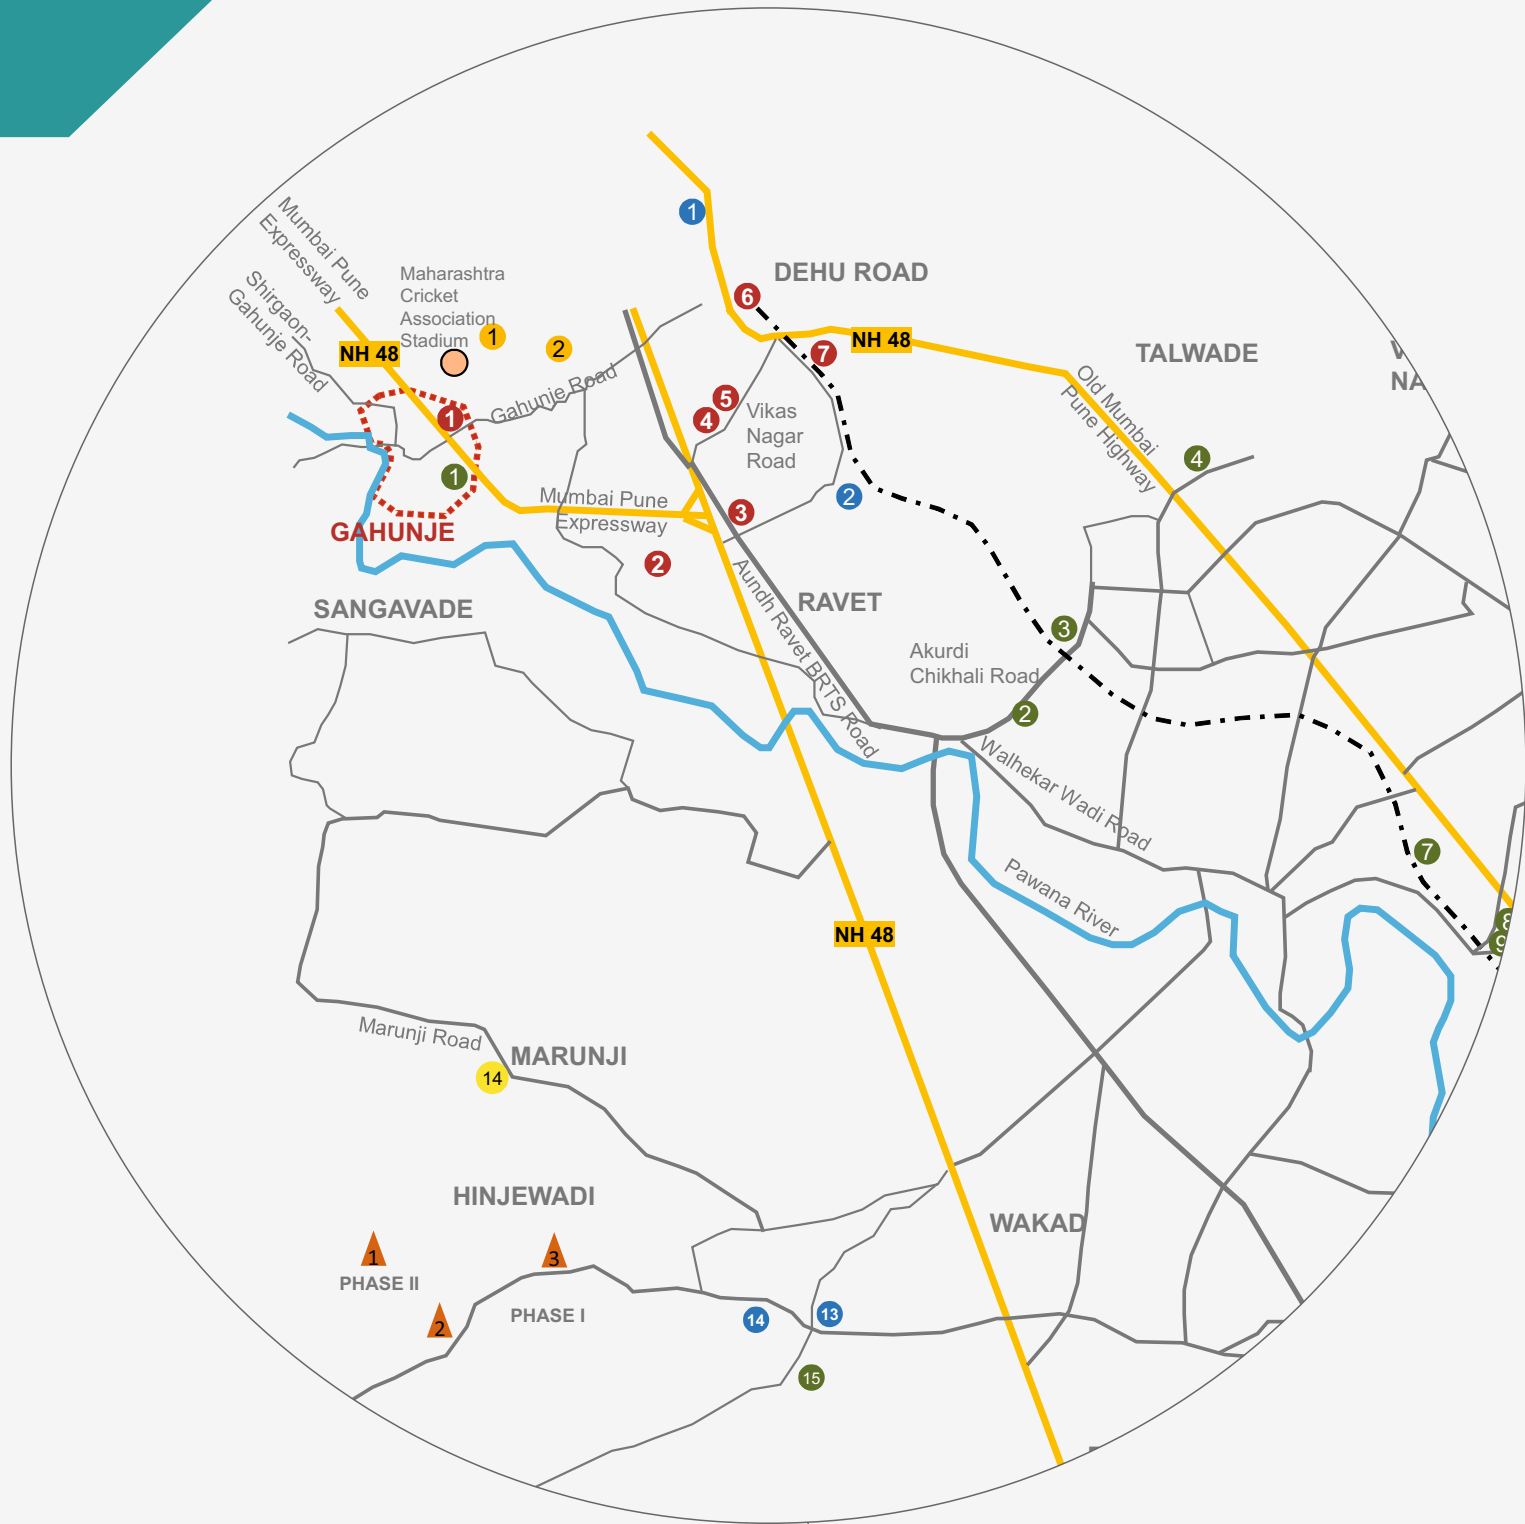 1
DEHU ROAD
Mumbai Pune
Expressway
Shirgaon-
Gahunje Road
Maharashtra
Cricket
Association
Stadium
1
2
6
7
NH 48
NH 48
TALWADE
NA
Old Mumbai
Pune Highway
5
4
Vikas
Nagar
Road
1
Gahunje Road
4
1
2
Mumbai Pune
Expressway
3
GAHUNJE
2
Aundh Ravet BRTS Road
SANGAVADE
RAVET
3
Akurdi
Chikhali Road
2
Walhekar Wadi Road
7
Pawana River
8
9
NH 48
Marunji Road
MARUNJI
14
HINJEWADI
WAKAD
1
3
PHASE II
2
PHASE I
14
13
15